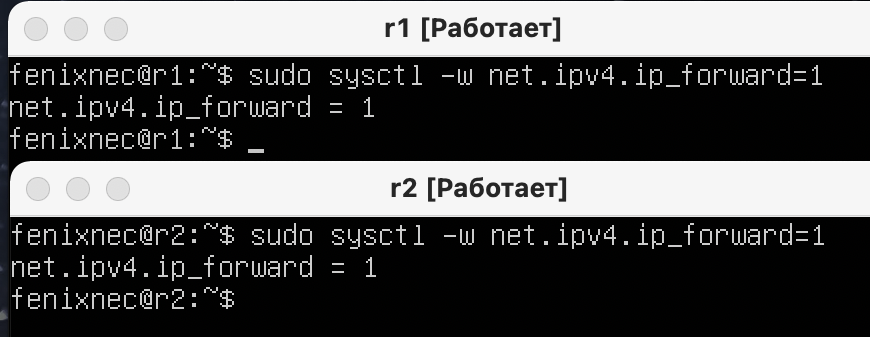 r1 [Работает]
fenixnec@r1:~$ sudo sysctl -w net.ipv4.ip_forward=1
net.ipv4.ip_forward = 1
fenixnec@r1:~$ _
r2 [Работает]
fenixnec@r2:~$ sudo sysctl -w net.ipv4.ip_forward=1
net.ipv4.ip_forward = 1
fenixnec@r2:~$